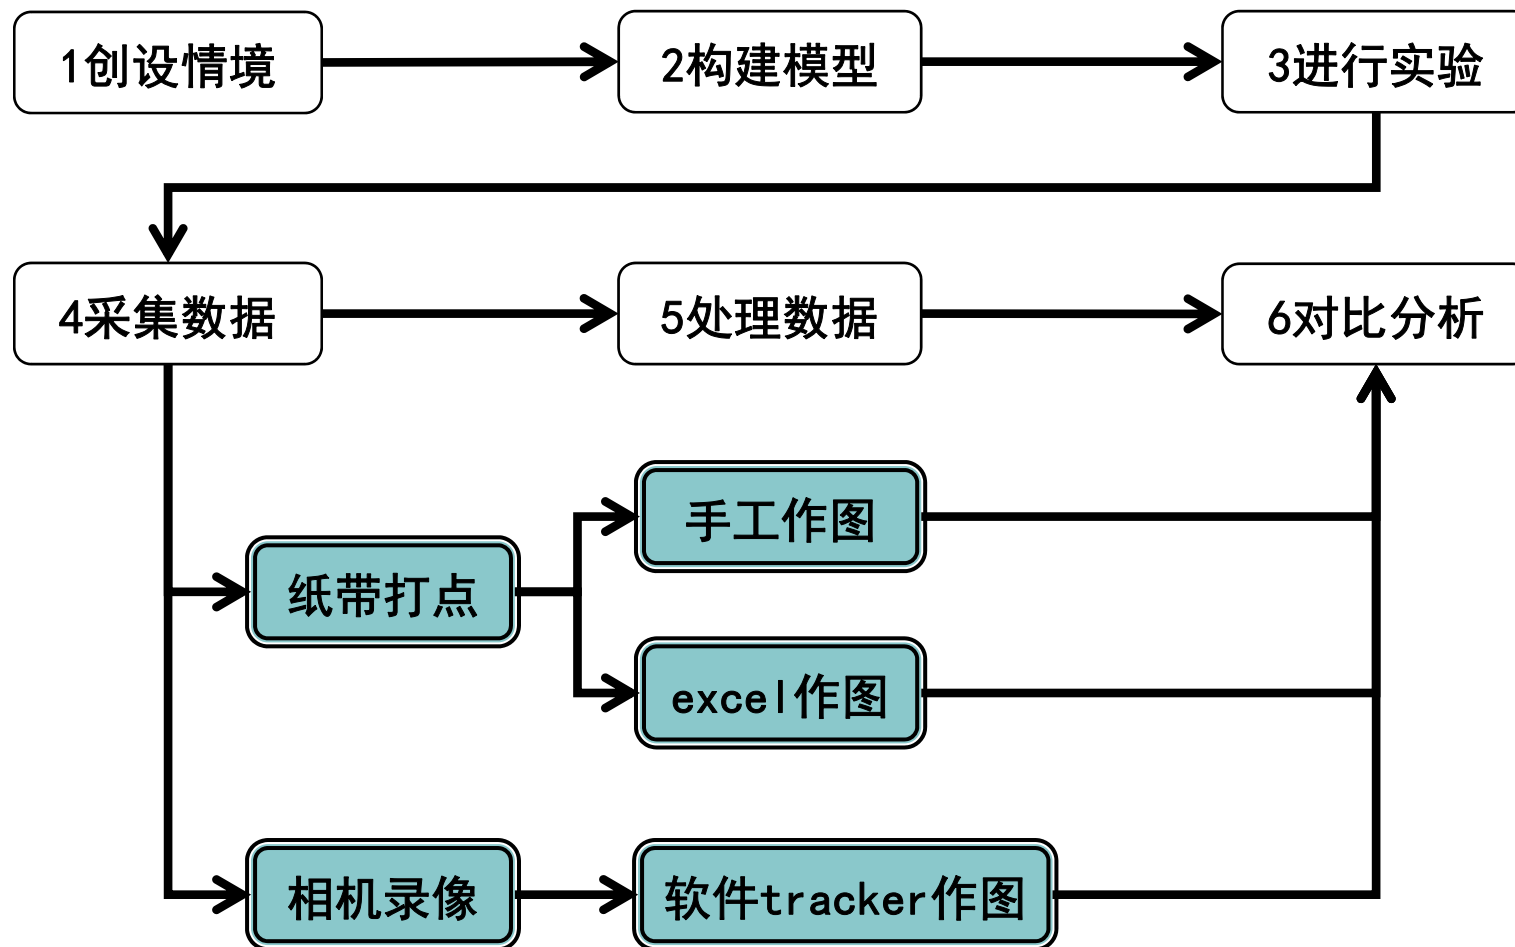 1创设情境
2构建模型
3进行实验
4采集数据
5处理数据
6对比分析
手工作图
纸带打点
excel作图
相机录像
软件tracker作图